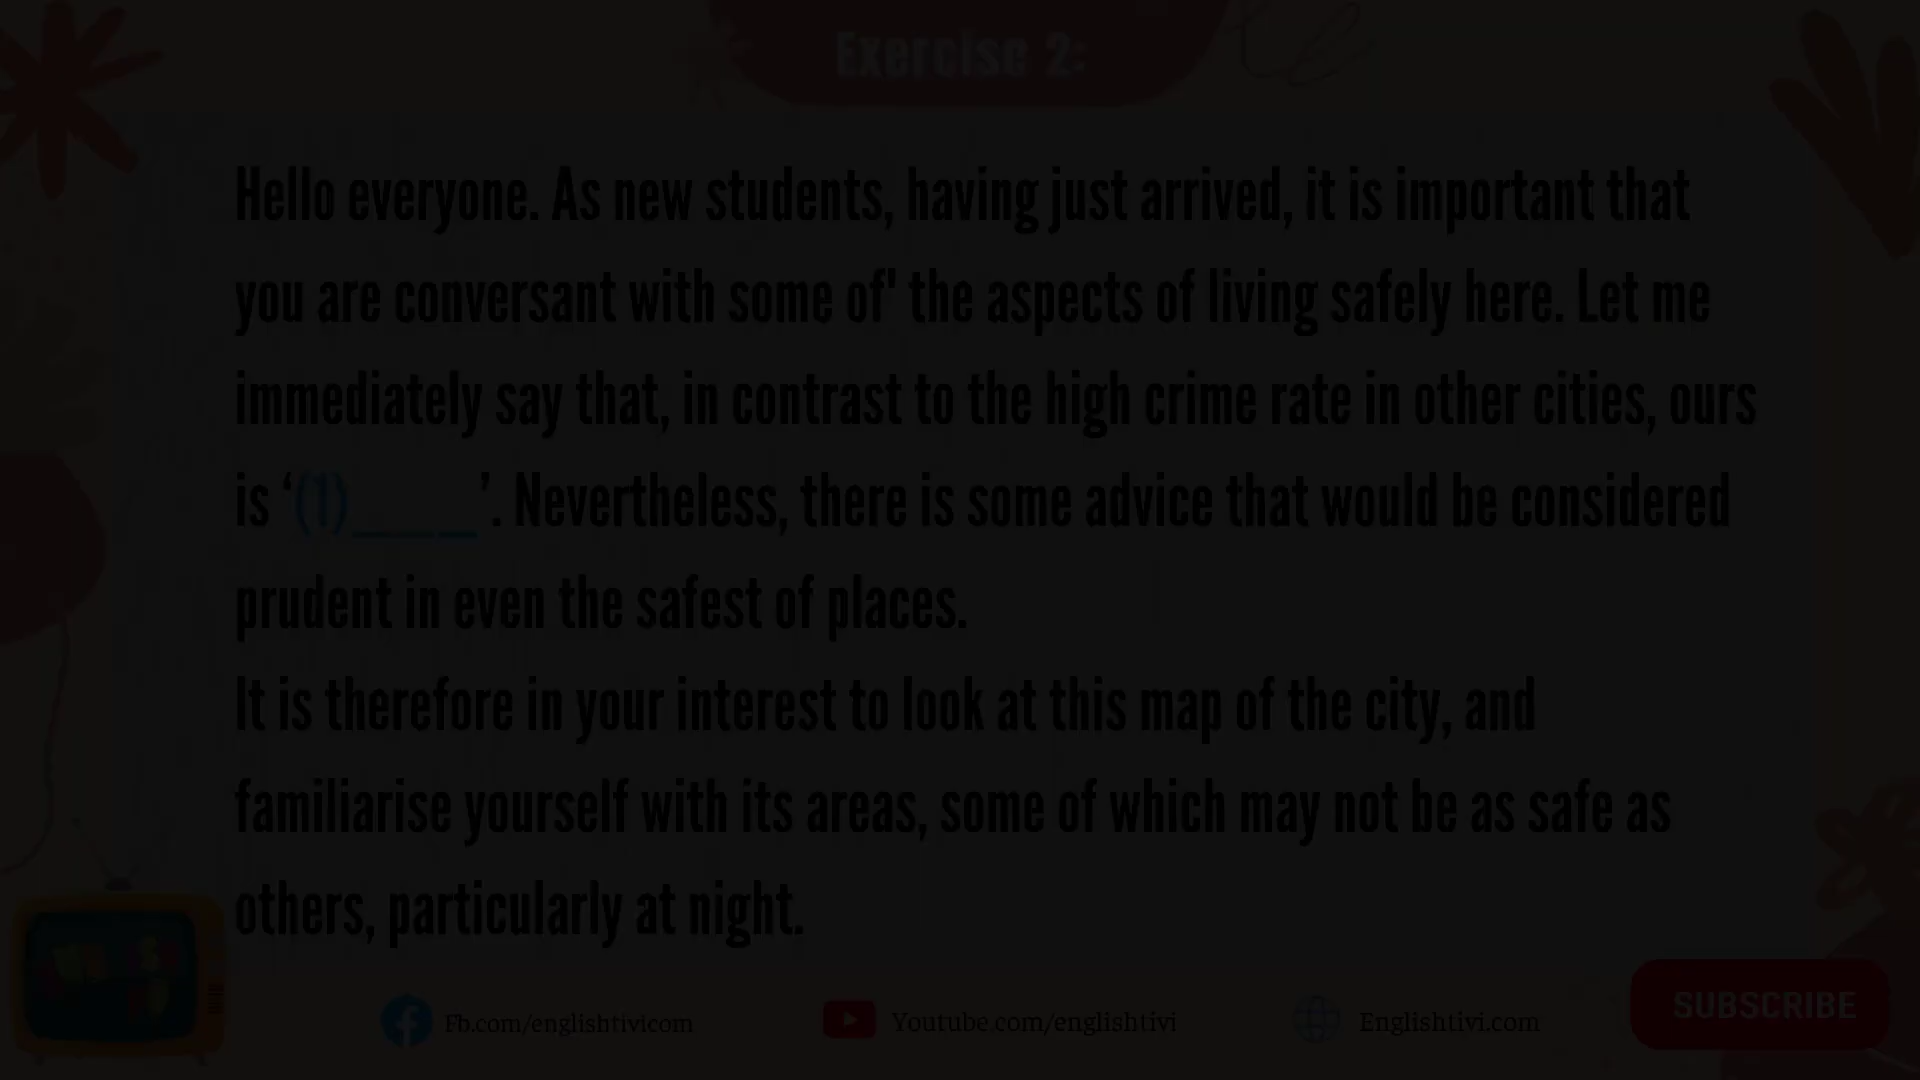 Exercise 2:
Hello everyone. As new students, having just arrived, it is important that
you are conversant with some of' the aspects of living safely here. Let me
immediately say that, in contrast to the high crime rate in other cities, ours
is ‘(1)____’. Nevertheless, there is some advice that would be considered
prudent in even the safest of places.
It is therefore in your interest to look at this map of the city, and
familiarise yourself with its areas, some of which may not be as safe as
others, particularly at night.
Fb.com/englishtivicom
Youtube.com/englishtivi
Englishtivi.com
SUBSCRIBE